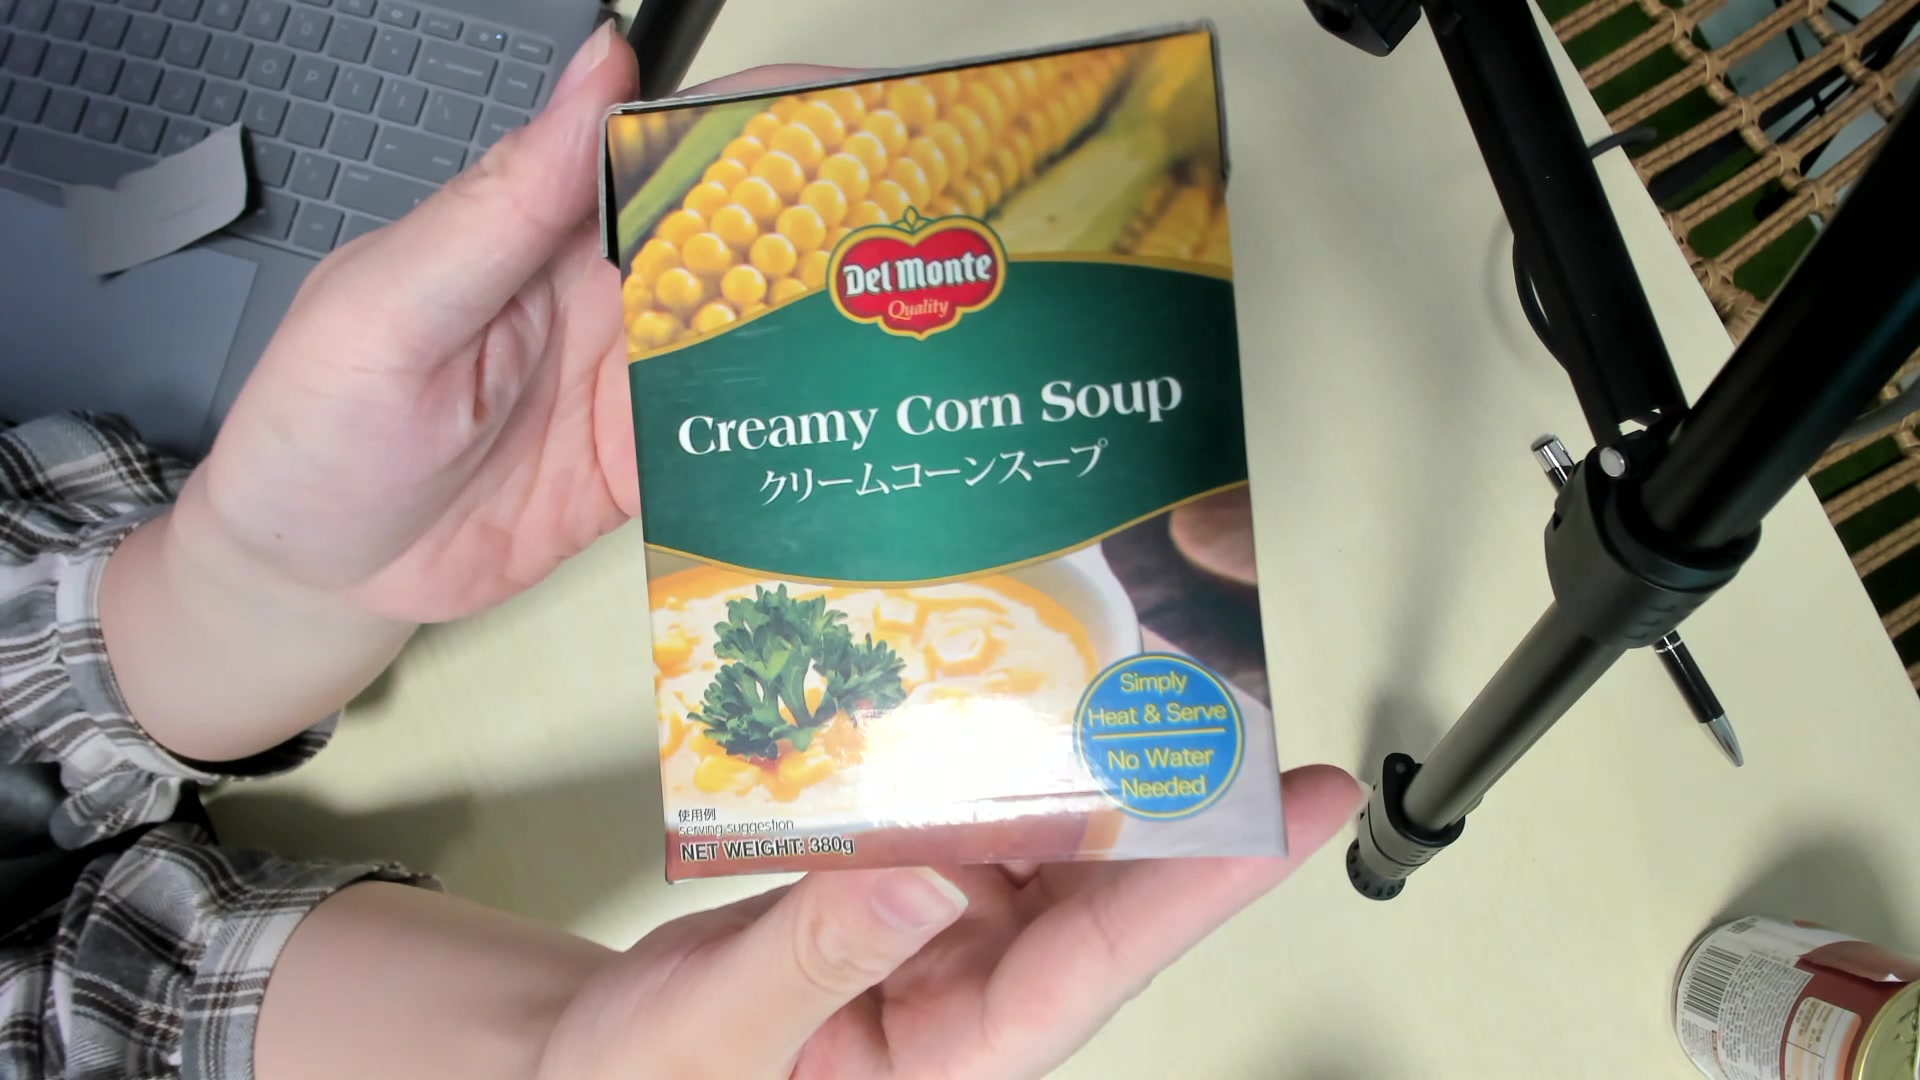 Del Monte
Quality
Creamy Corn Soup
クリームコーンスープ
Simply
Heat & Serve
No Water
Needed
使用例
serving suggestion
NET WEIGHT: 380g